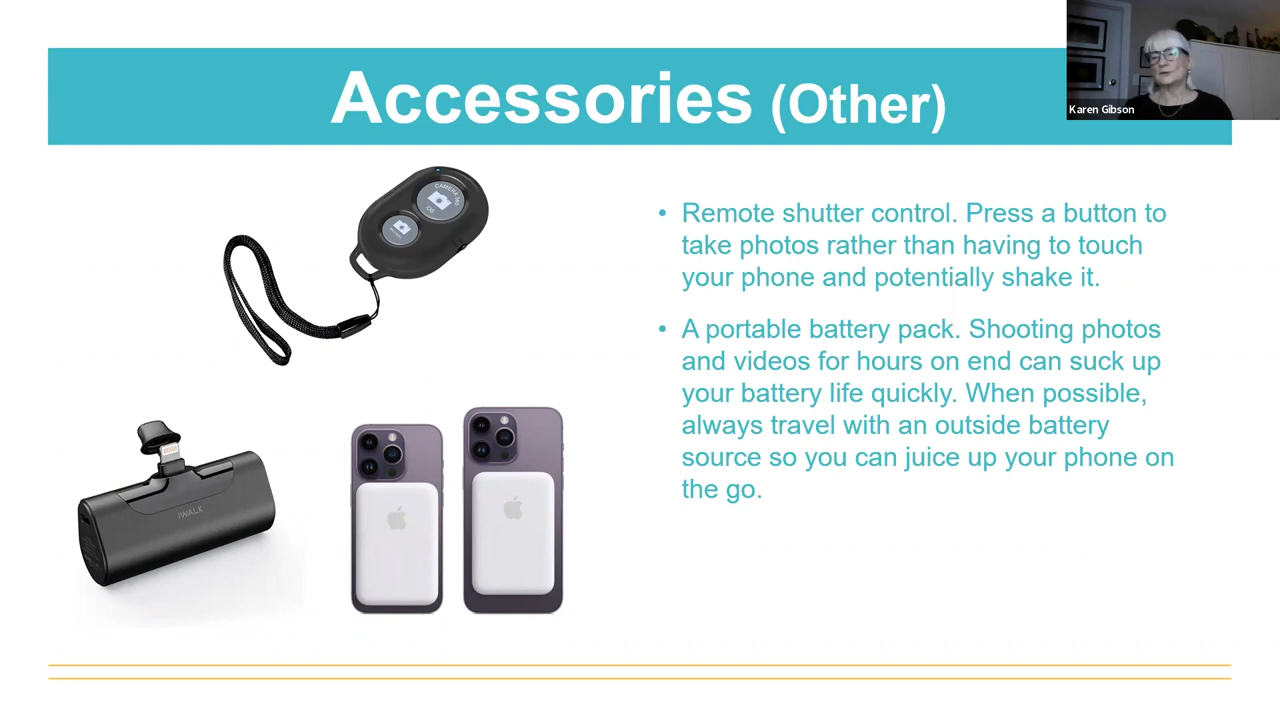 Accessories (Other)
Karen Gibson
CAMERA 360
iOS
• Remote shutter control. Press a button to
take photos rather than having to touch
your phone and potentially shake it.
• A portable battery pack. Shooting photos
and videos for hours on end can suck up
your battery life quickly. When possible,
always travel with an outside battery
source so you can juice up your phone on
the go.
iWALK